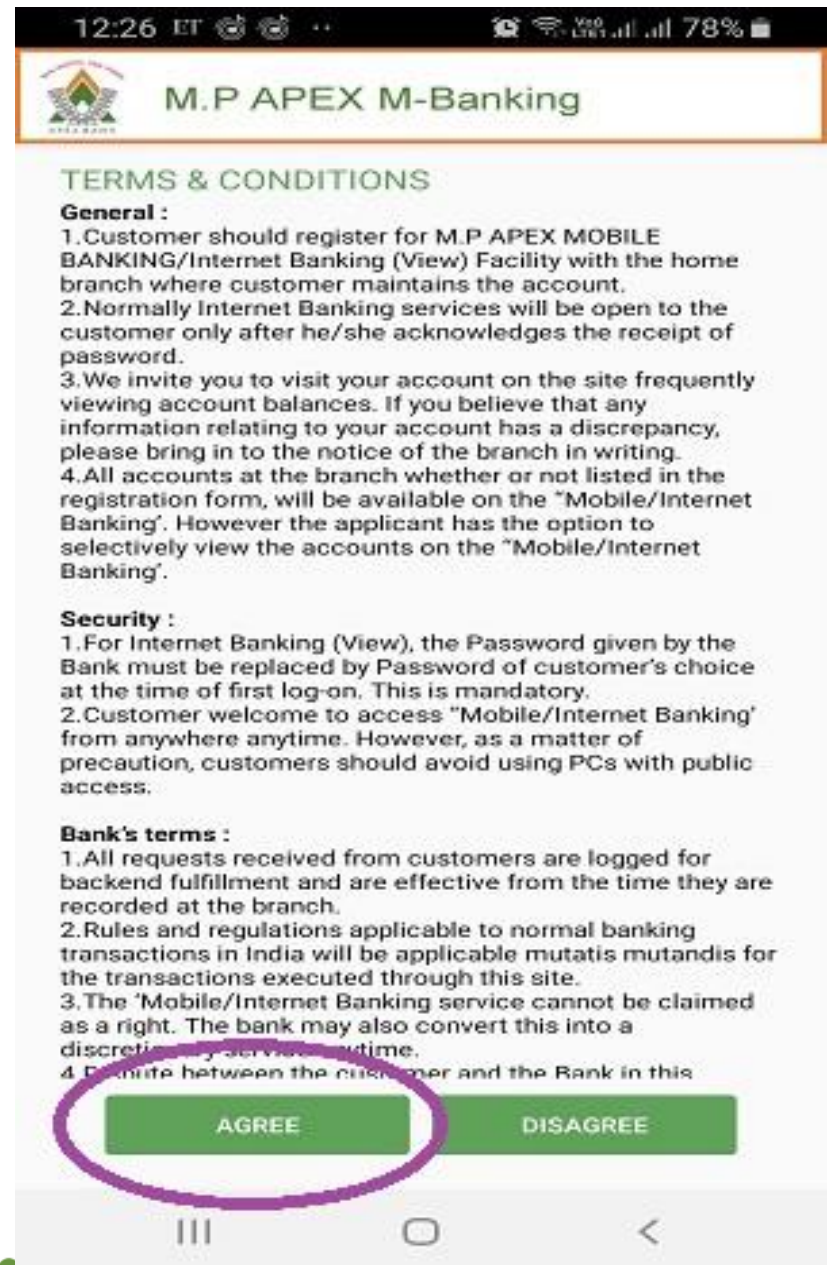 12:26 ET 78%
M.P APEX M-Banking
TERMS & CONDITIONS
General :
1.Customer should register for M.P APEX MOBILE
BANKING/Internet Banking (View) Facility with the home
branch where customer maintains the account.
2.Normally Internet Banking services will be open to the
customer only after he/she acknowledges the receipt of
password.
3.We invite you to visit your account on the site frequently
viewing account balances. If you believe that any
information relating to your account has a discrepancy,
please bring in to the notice of the branch in writing.
4.All accounts at the branch whether or not listed in the
registration form, will be available on the "Mobile/Internet
Banking'. However the applicant has the option to
selectively view the accounts on the "Mobile/Internet
Banking'.
Security :
1.For Internet Banking (View), the Password given by the
Bank must be replaced by Password of customer's choice
at the time of first log-on. This is mandatory.
2.Customer welcome to access "Mobile/Internet Banking'
from anywhere anytime. However, as a matter of
precaution, customers should avoid using PCs with public
access.
Bank's terms :
1.All requests received from customers are logged for
backend fulfillment and are effective from the time they are
recorded at the branch.
2.Rules and regulations applicable to normal banking
transactions in India will be applicable mutatis mutandis for
the transactions executed through this site.
3.The 'Mobile/Internet Banking service cannot be claimed
as a right. The bank may also convert this into a
4 between the customer and the Bank in this
AGREE DISAGREE